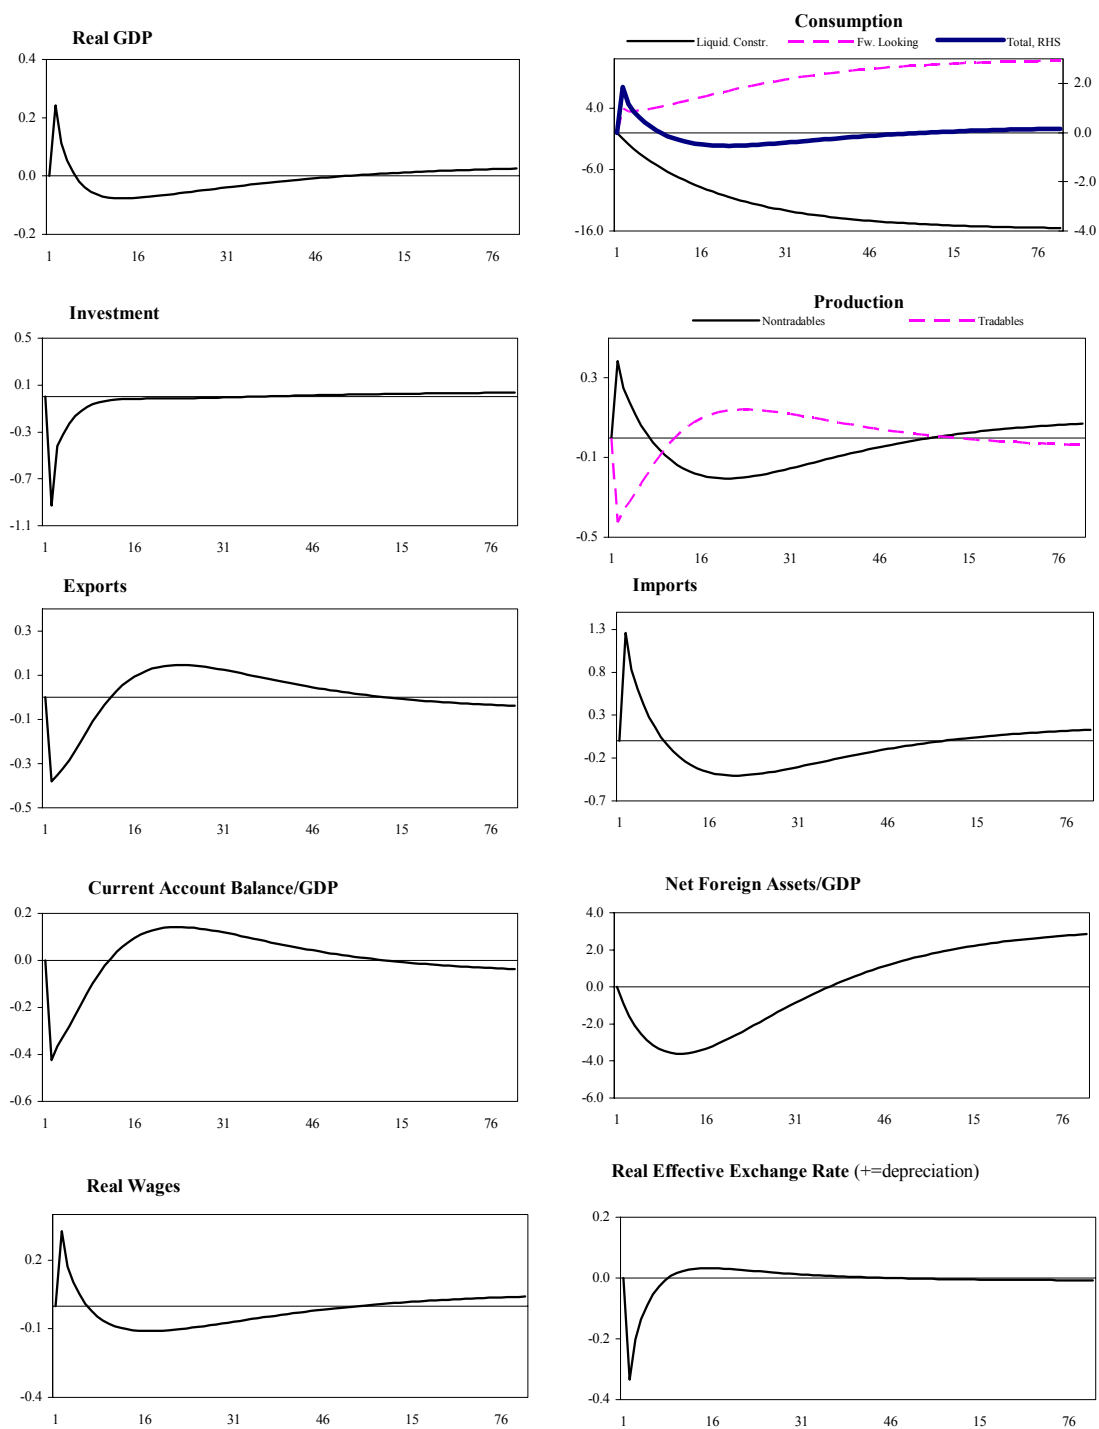 Real GDP
0.4
0.2
0.0
-0.2
1 16 31 46 15 76
Consumption
Liquid. Constr. Fw. Looking Total, RHS
4.0
-6.0
-16.0
2.0
0.0
-2.0
-4.0
1 16 31 46 15 76
Investment
0.5
0.1
-0.3
-0.7
-1.1
1 16 31 46 15 76
Production
Nontradables Tradables
0.3
-0.1
-0.5
1 16 31 46 15 76
Exports
0.3
0.1
-0.1
-0.3
-0.5
1 16 31 46 15 76
Imports
1.3
0.8
0.3
-0.2
-0.7
1 16 31 46 15 76
Current Account Balance/GDP
0.2
0.0
-0.2
-0.4
-0.6
1 16 31 46 15 76
Net Foreign Assets/GDP
4.0
2.0
0.0
-2.0
-4.0
-6.0
1 16 31 46 15 76
Real Wages
0.2
-0.1
-0.4
1 16 31 46 15 76
Real Effective Exchange Rate (+=depreciation)
0.2
0.0
-0.2
-0.4
1 16 31 46 15 76